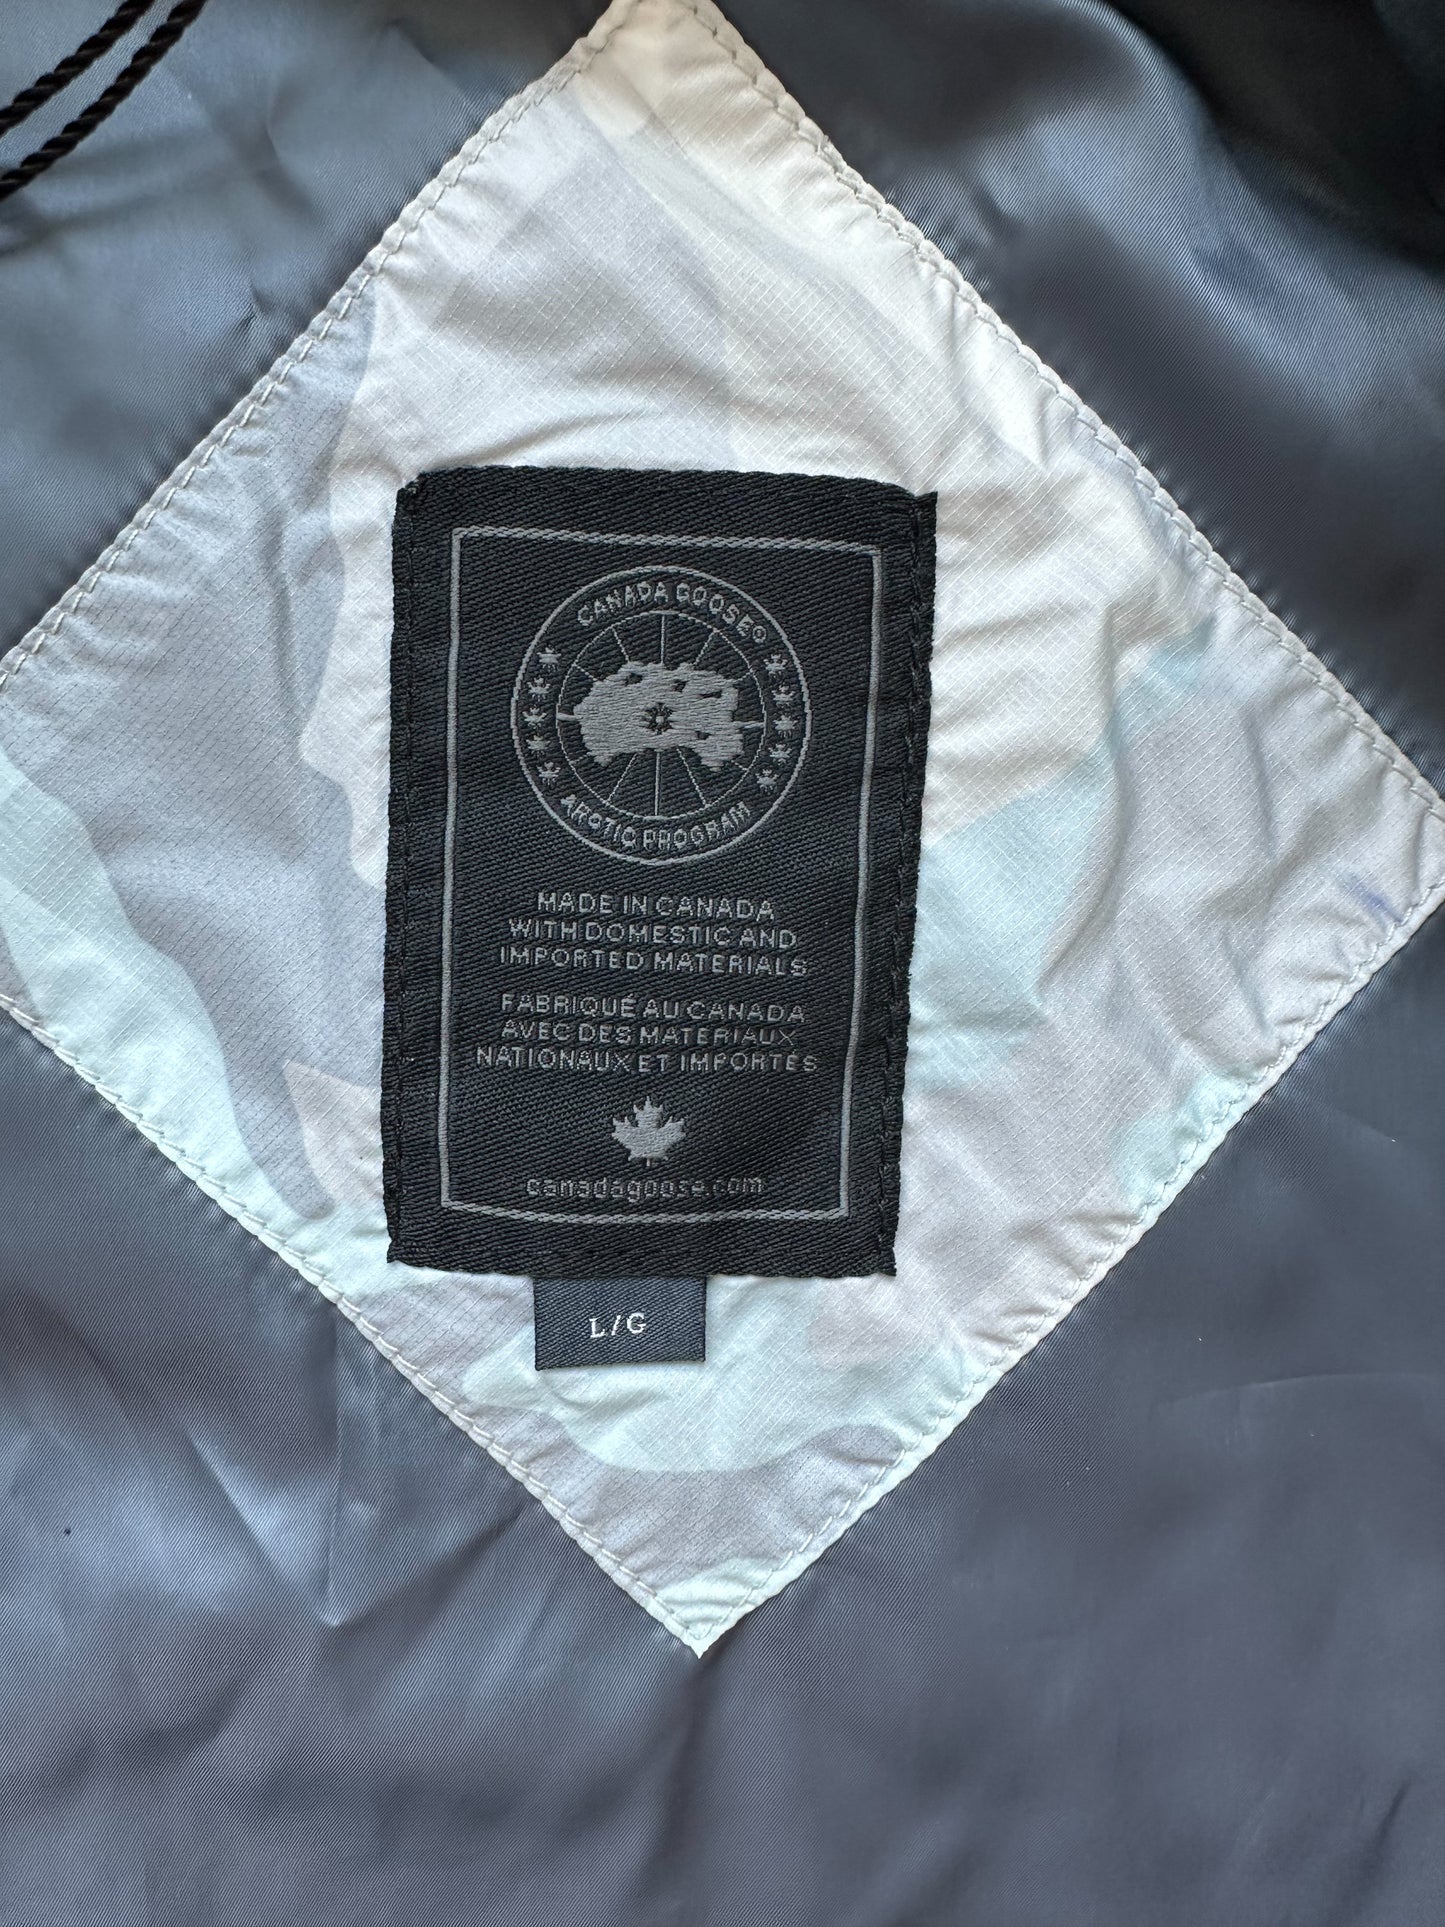 CANADA GOOSE®
ARCTIC PROGRAM
MADE IN CANADA
WITH DOMESTIC AND
IMPORTED MATERIALS
FABRIQUÉ AU CANADA
AVEC DES MATERIAUX
NATIONAUX ET IMPORTÉS
canadagoose.com
L/G